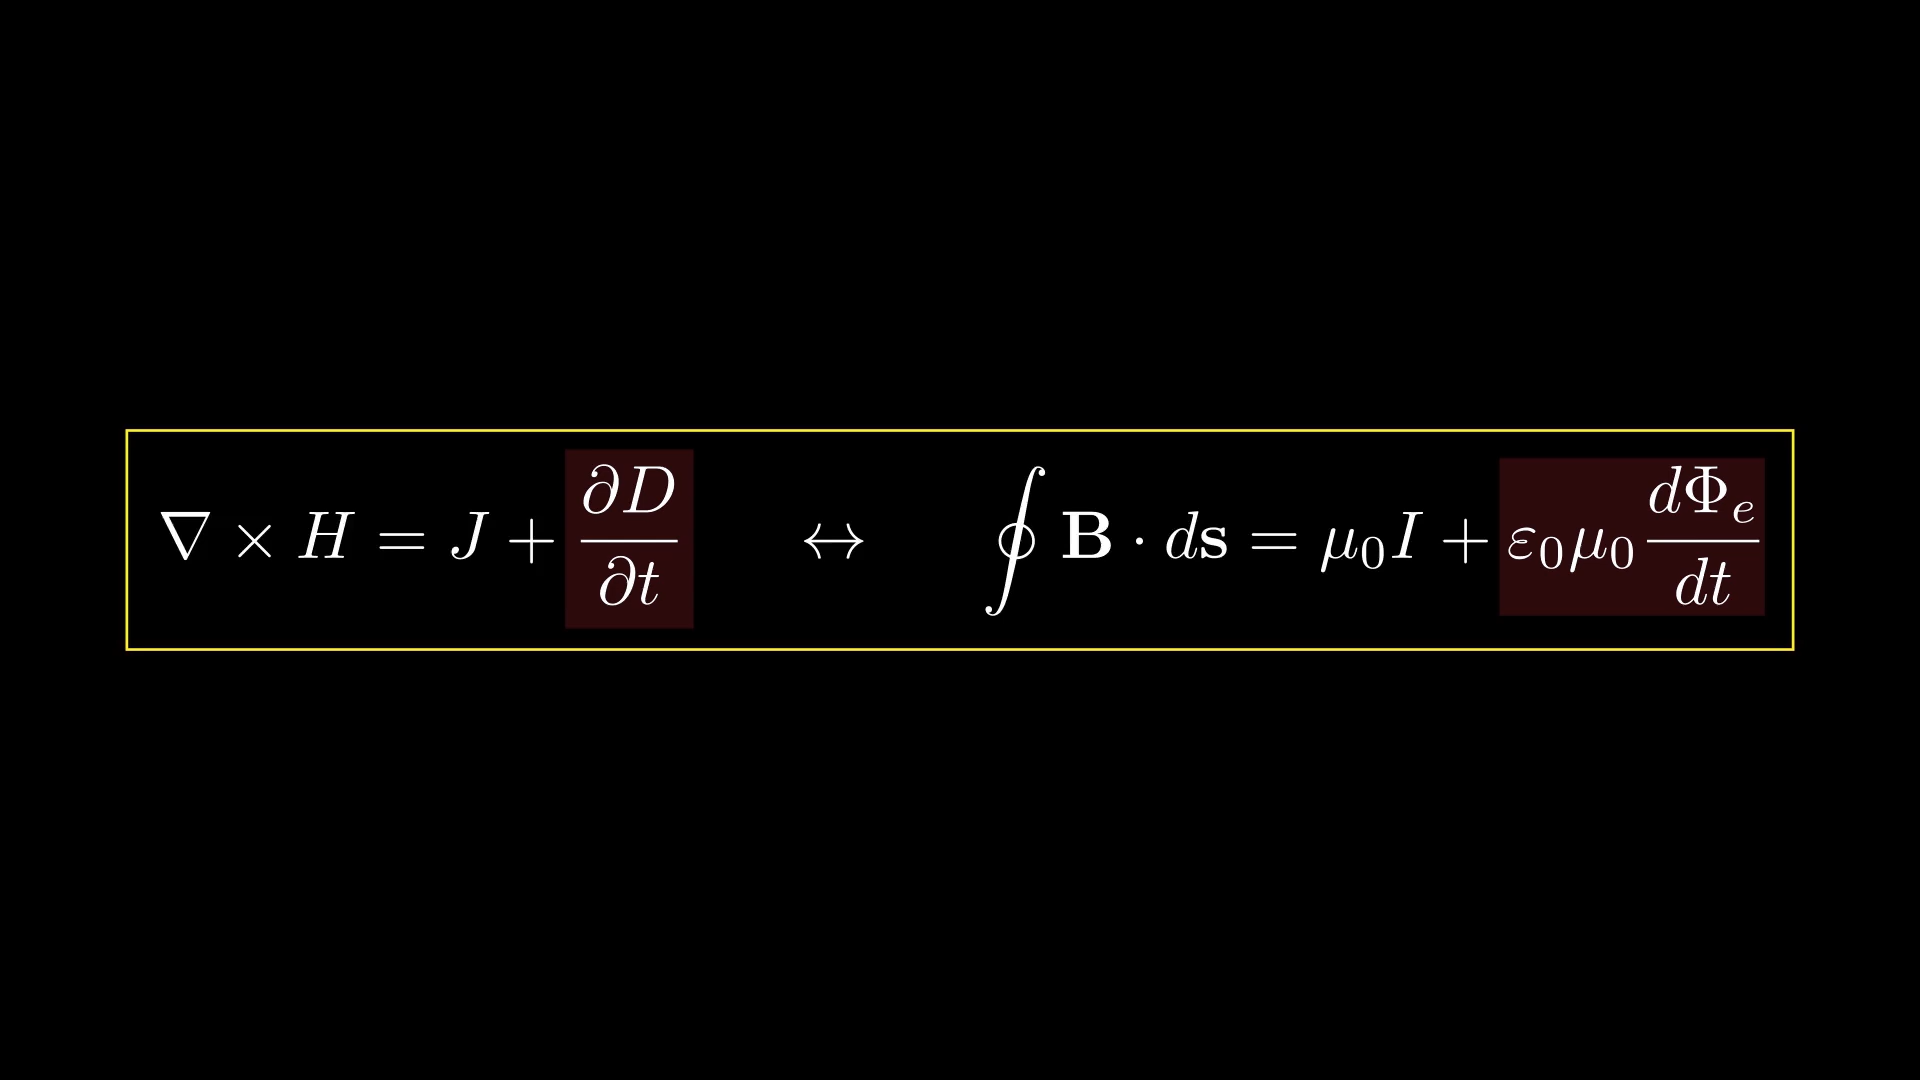 ∇ × H = J + ∂D/∂t ↔ ∮ B · ds = μ₀I + ε₀μ₀ dΦₑ/dt